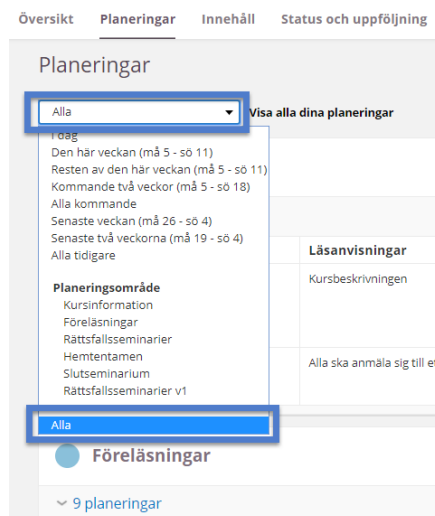 Översikt Planeringar Innehåll Status och uppföljning
Planeringar
Alla Visa alla dina planeringar
I dag
Den här veckan (må 5 - sö 11)
Resten av den här veckan (må 5 - sö 11)
Kommande två veckor (må 5 - sö 18)
Alla kommande
Senaste veckan (må 26 - sö 4)
Senaste två veckorna (må 19 - sö 4)
Alla tidigare
Läsanvisningar
Kursbeskrivningen
Planeringsområde
Kursinformation
Föreläsningar
Rättsfallsseminarier
Hemtentamen
Slutseminarium
Rättsfallsseminarier v1
Alla ska anmäla sig till
Alla
Föreläsningar
9 planeringar